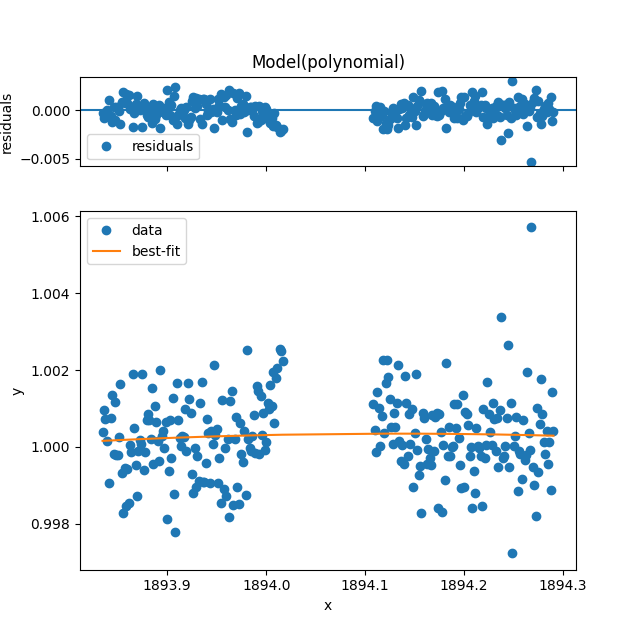 Model(polynomial)
residuals
0.000
−0.005
residuals
y
1.006
1.004
1.002
1.000
0.998
data
best-fit
1893.9
1894.0
1894.1
1894.2
1894.3
x